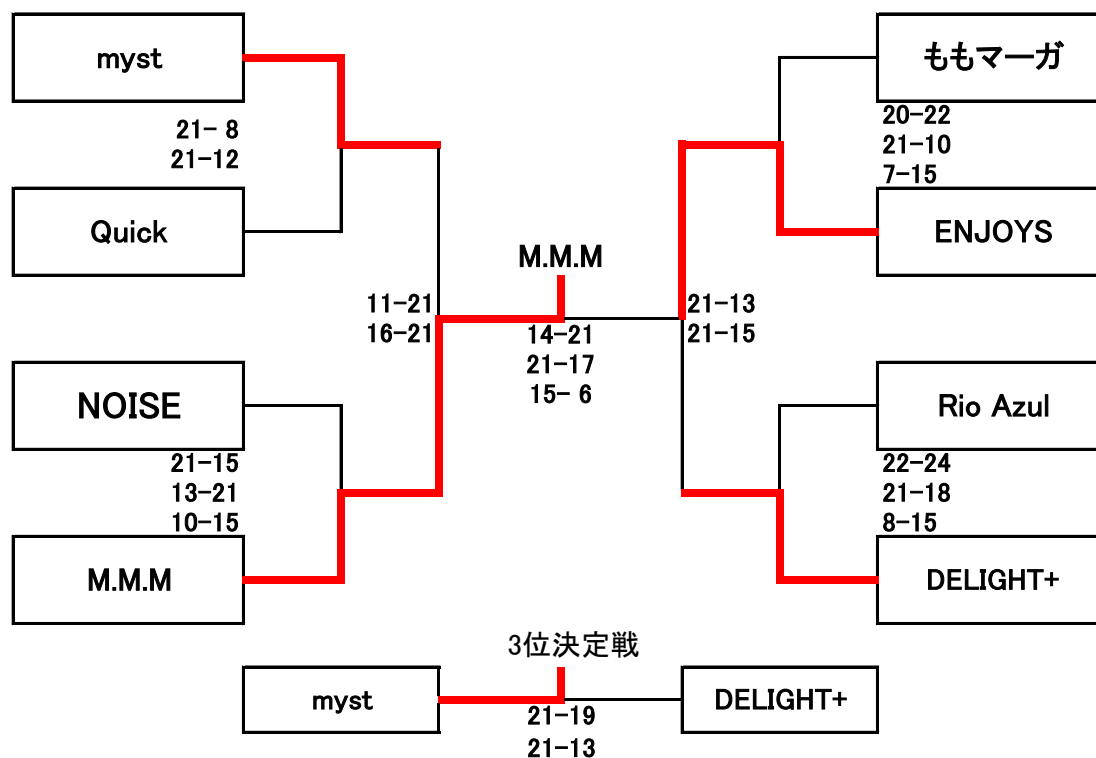 myst
21- 8
21-12
Quick
NOISE
21-15
13-21
10-15
M.M.M
11-21
16-21
M.M.M
14-21
21-17
15- 6
ももマーガ
20-22
21-10
7-15
ENJOYS
21-13
21-15
Rio Azul
22-24
21-18
8-15
DELIGHT+
3位決定戦
myst
21-19
21-13
DELIGHT+